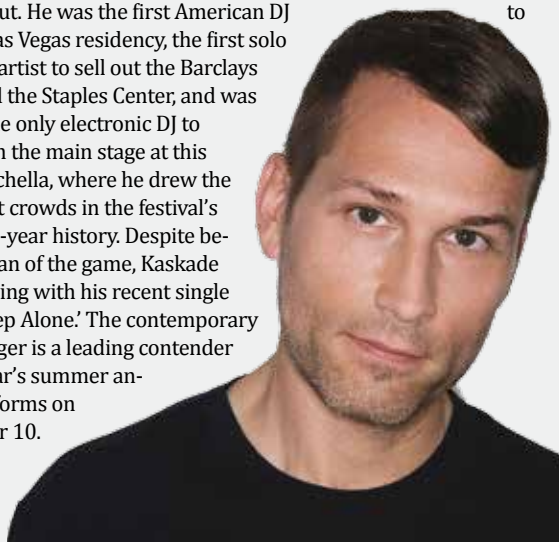 ut. He was the first American DJ to
as Vegas residency, the first solo
artist to sell out the Barclays
l the Staples Center, and was
e only electronic DJ to
n the main stage at this
chella, where he drew the
t crowds in the festival's
-year history. Despite be-
an of the game, Kaskade
ing with his recent single
ep Alone.' The contemporary
ger is a leading contender
ar's summer an-
orms on
r 10.